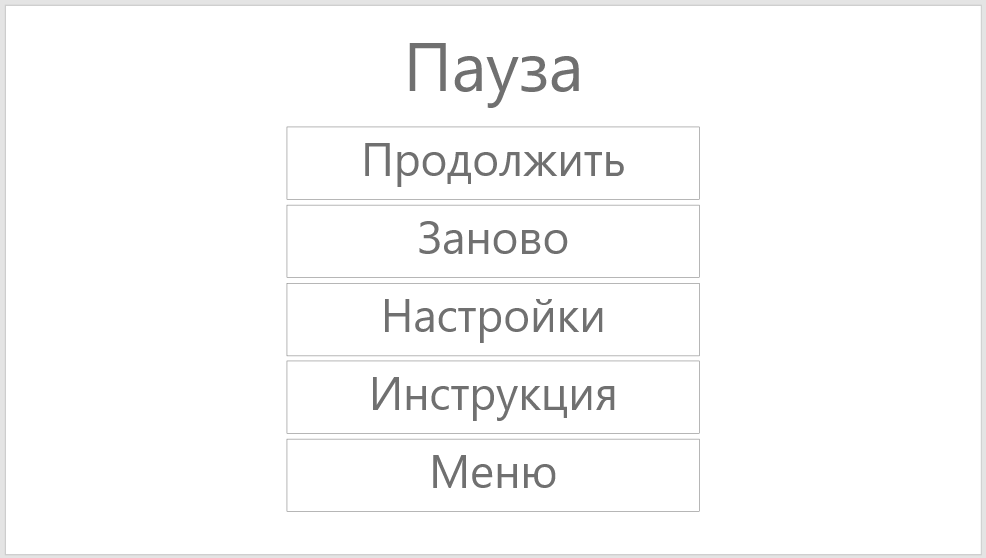 Пауза
Продолжить
Заново
Настройки
Инструкция
Меню